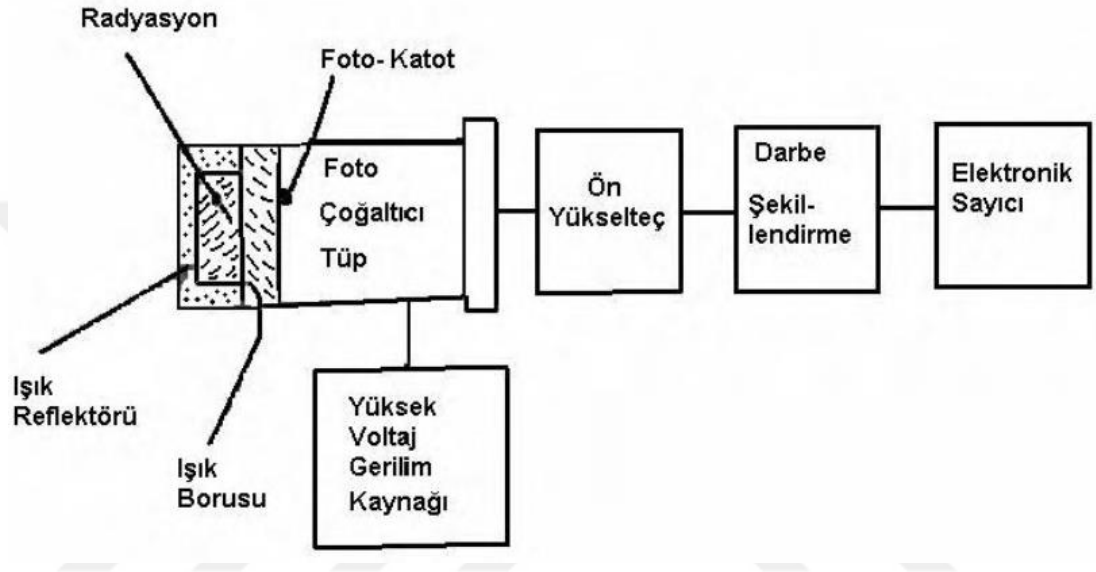 Radyasyon
Foto- Katot
Foto
Çoğaltıcı
Tüp
Ön
Yükselteç
Darbe
Şekil-
lendirme
Elektronik
Sayıcı
Işık
Reflektörü
Işık
Borusu
Yüksek
Voltaj
Gerilim
Kaynağı